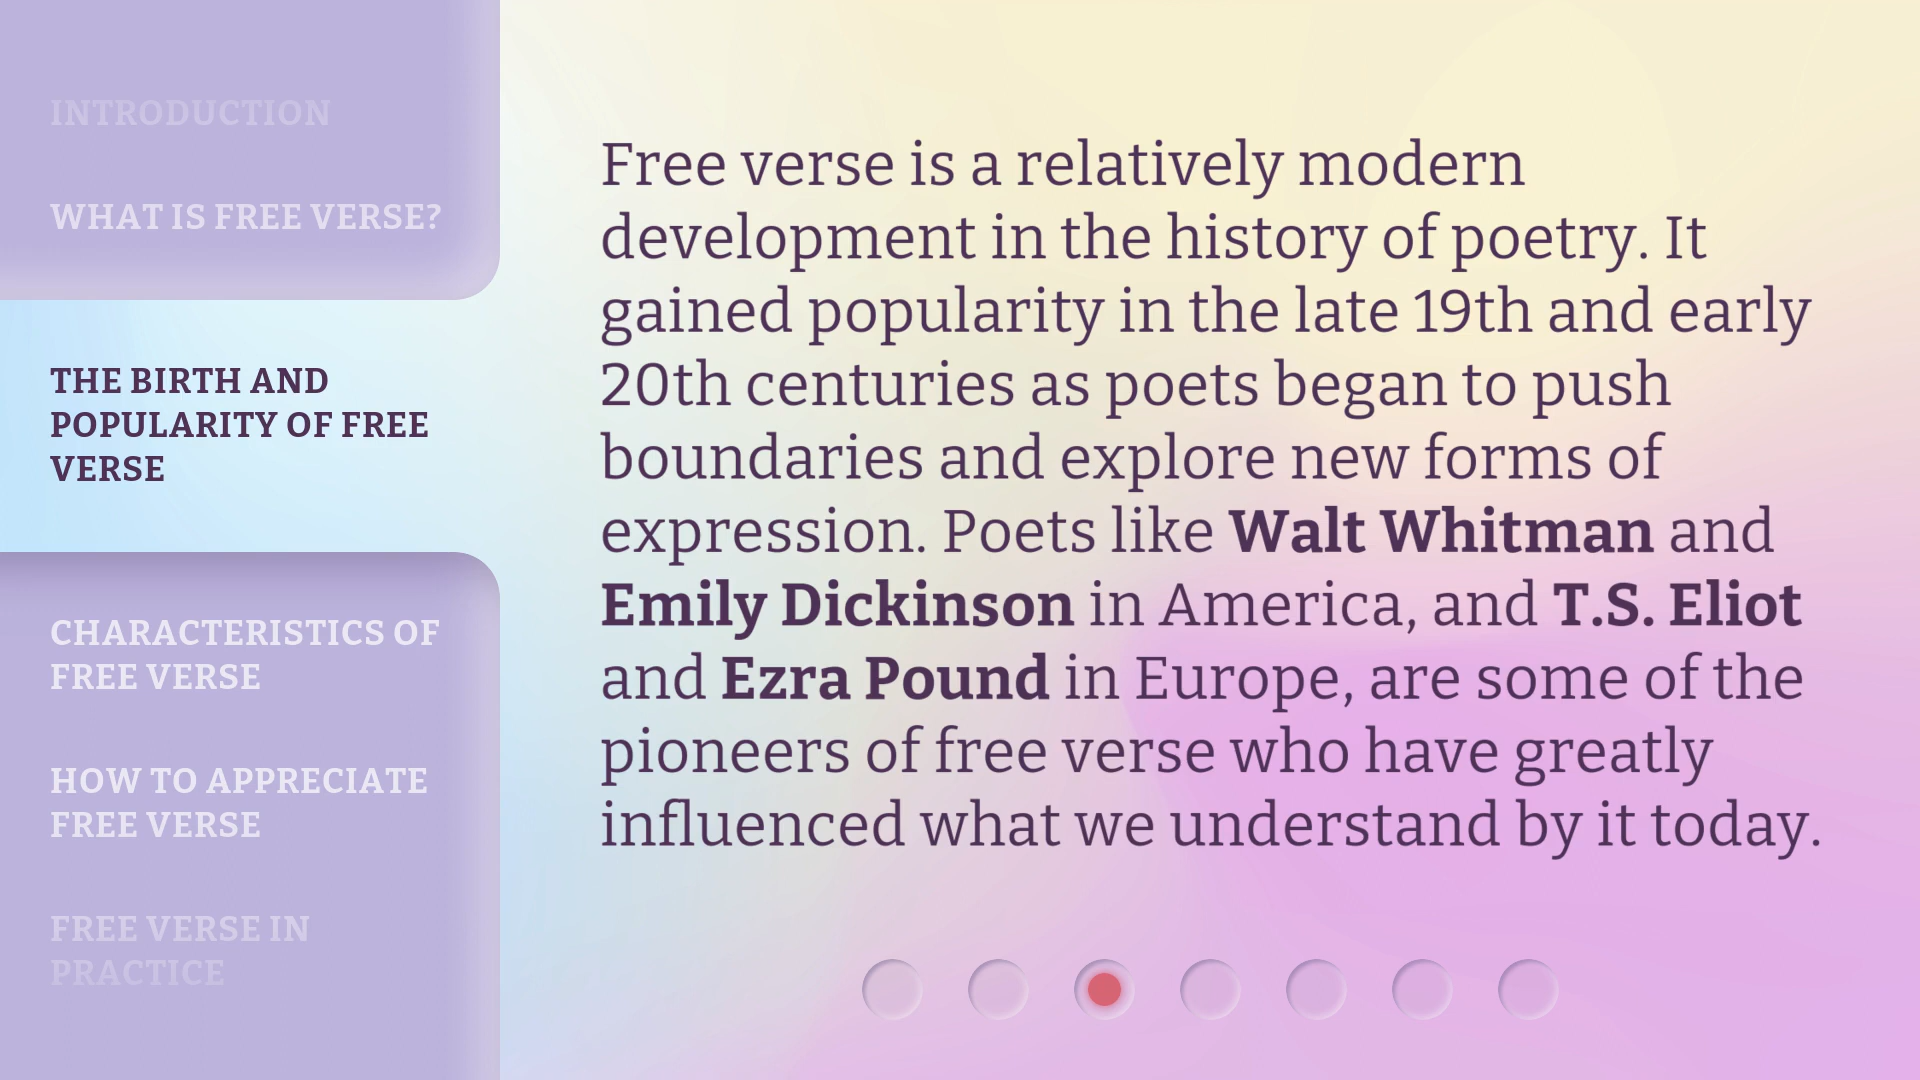 INTRODUCTION
WHAT IS FREE VERSE?
THE BIRTH AND
POPULARITY OF FREE
VERSE
CHARACTERISTICS OF
FREE VERSE
HOW TO APPRECIATE
FREE VERSE
FREE VERSE IN
PRACTICE
Free verse is a relatively modern
development in the history of poetry. It
gained popularity in the late 19th and early
20th centuries as poets began to push
boundaries and explore new forms of
expression. Poets like Walt Whitman and
Emily Dickinson in America, and T.S. Eliot
and Ezra Pound in Europe, are some of the
pioneers of free verse who have greatly
influenced what we understand by it today.